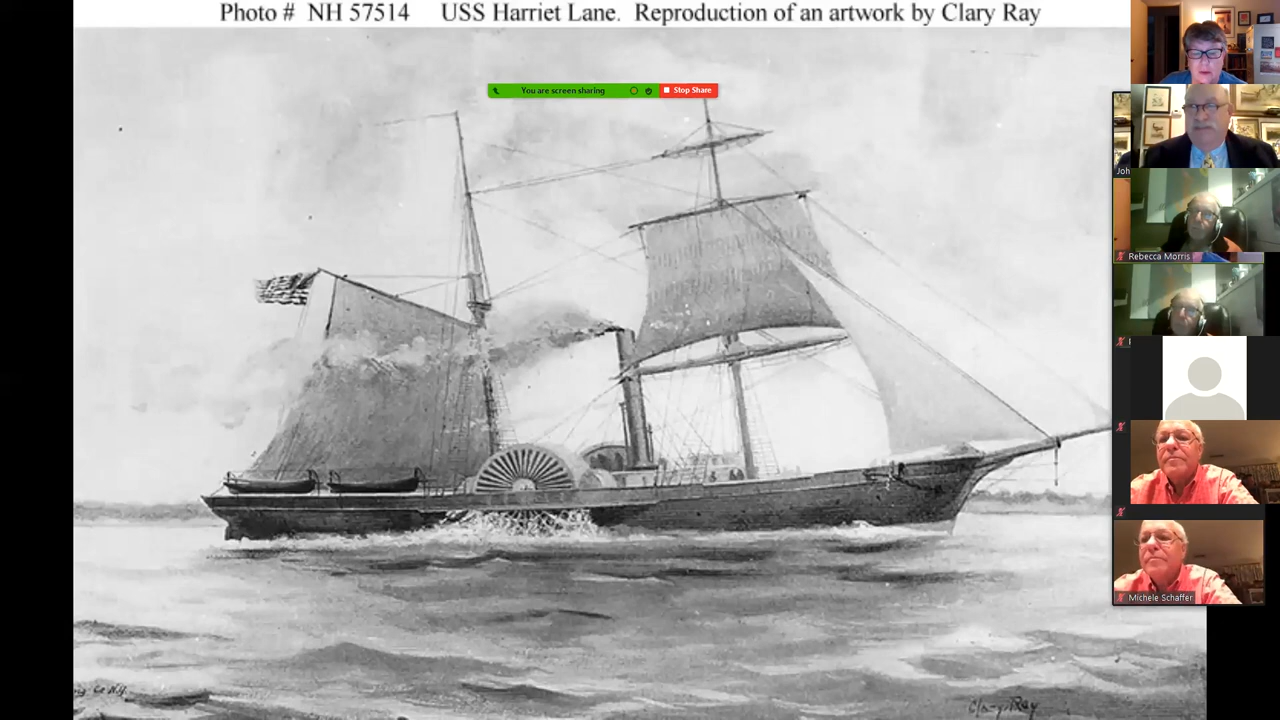 Photo # NH 57514 USS Harriet Lane. Reproduction of an artwork by Clary Ray
You are screen sharing
Stop Share
Joh
Rebecca Morris
Michele Schaffer
Clary Ray